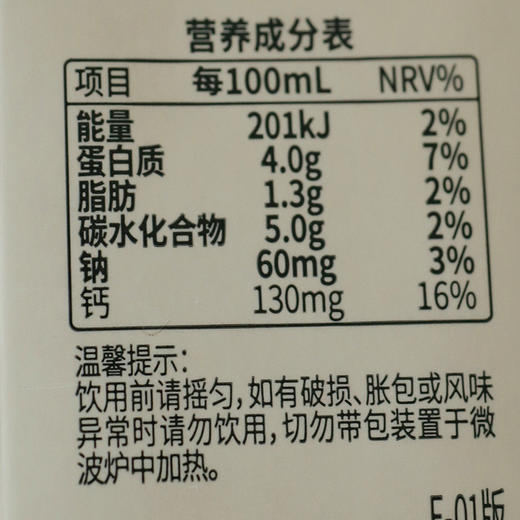 营养成分表
项目 每100mL NRV%
能量 201kJ 2%
蛋白质 4.0g 7%
脂肪 1.3g 2%
碳水化合物 5.0g 2%
钠 60mg 3%
钙 130mg 16%
温馨提示:
饮用前请摇匀,如有破损、胀包或风味
异常时请勿饮用,切勿带包装置于微
波炉中加热。
E-01版